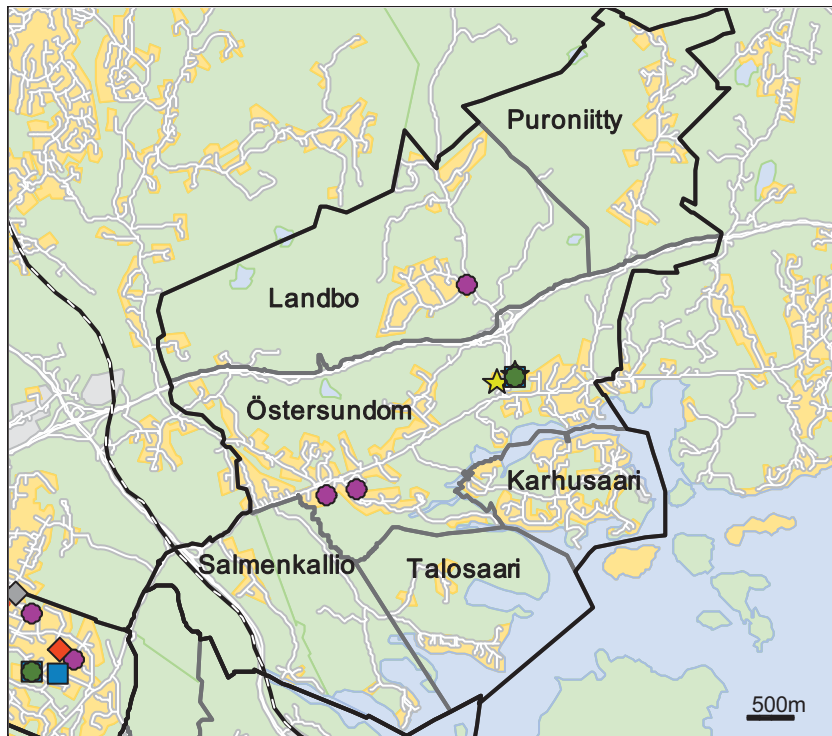 Puroniitty
Landbo
Östersundom
Karhusaari
Salmenkallio
Talosaari
500m